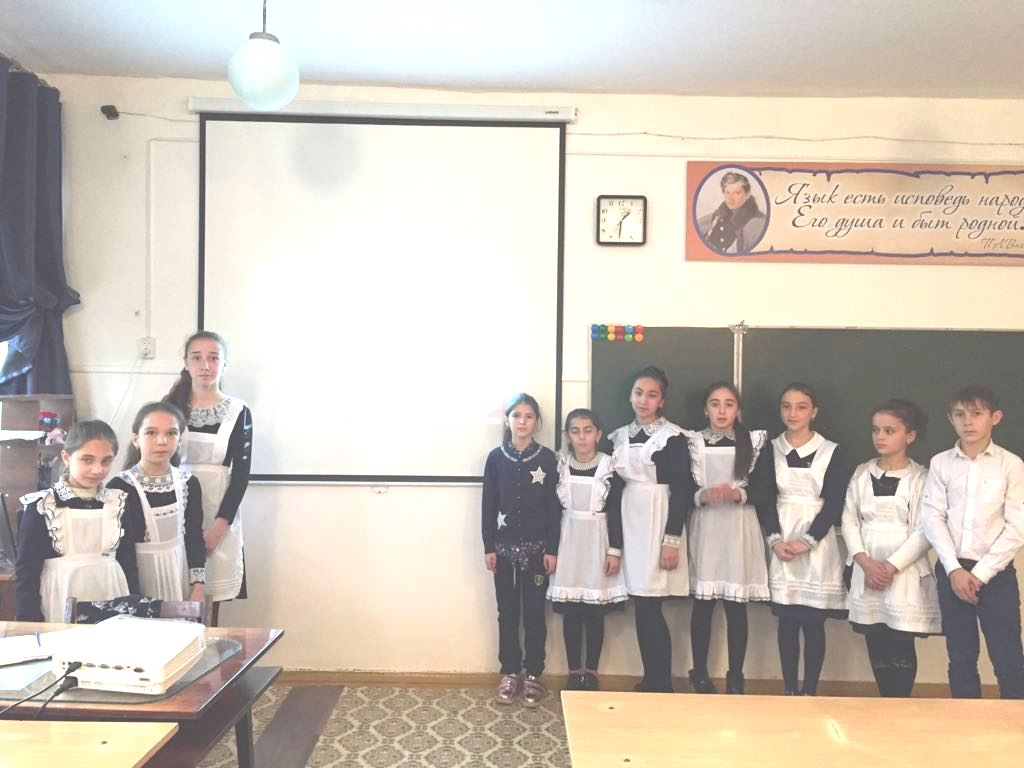 Язык есть исповедь народ
Его душа и быт родной